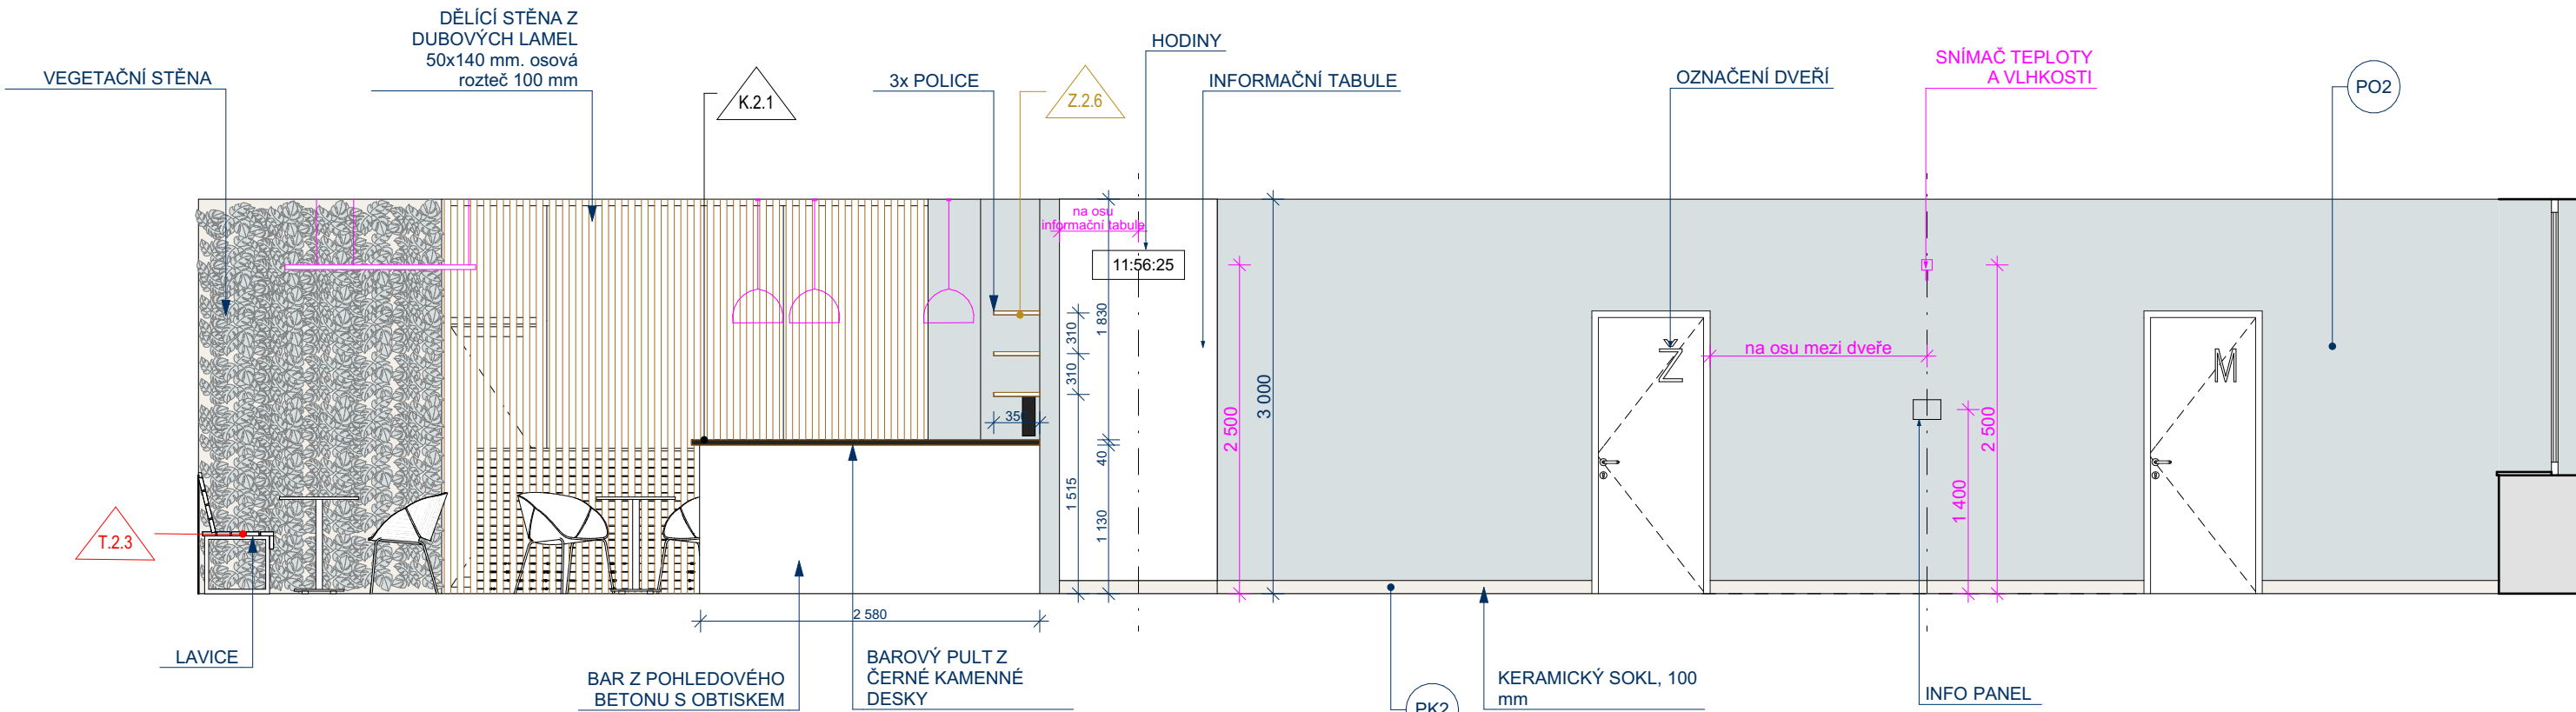 VEGETAČNÍ STĚNA
DĚLÍCÍ STĚNA Z
DUBOVÝCH LAMEL
50x140 mm. osová
rozteč 100 mm
K.2.1
3x POLICE
Z.2.6
HODINY
INFORMAČNÍ TABULE
OZNAČENÍ DVEŘÍ
SNÍMAČ TEPLOTY
A VLHKOSTI
PO2
na osu
informační tabule
11:56:25
1 830
310
310
350
40
1 515
1 130
2 500
3 000
Ž
na osu mezi dveře
M
2 500
1 400
T.2.3
2 580
LAVICE
BAR Z POHLEDOVÉHO
BETONU S OBTISKEM
BAROVÝ PULT Z
ČERNÉ KAMENNÉ
DESKY
PK2
KERAMICKÝ SOKL, 100
mm
INFO PANEL